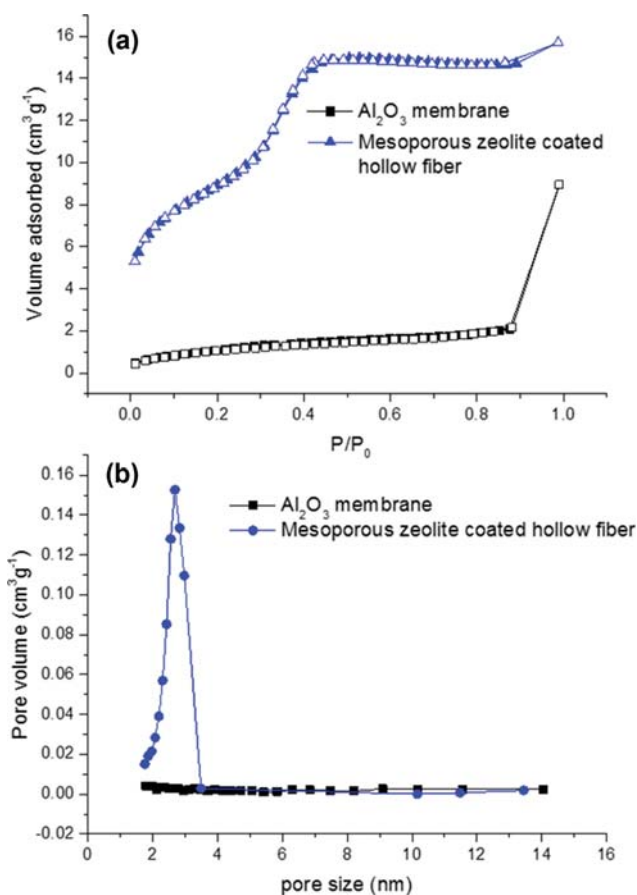 (a)
Volume adsorbed (cm³g⁻¹)
16
14
12
10
8
6
4
2
0
Al₂O₃ membrane
Mesoporous zeolite coated
hollow fiber
0.0 0.2 0.4 0.6 0.8 1.0
P/P₀
(b)
Pore volume (cm³g⁻¹)
0.16
0.14
0.12
0.10
0.08
0.06
0.04
0.02
0.00
-0.02
Al₂O₃ membrane
Mesoporous zeolite coated hollow fiber
0 2 4 6 8 10 12 14 16
pore size (nm)